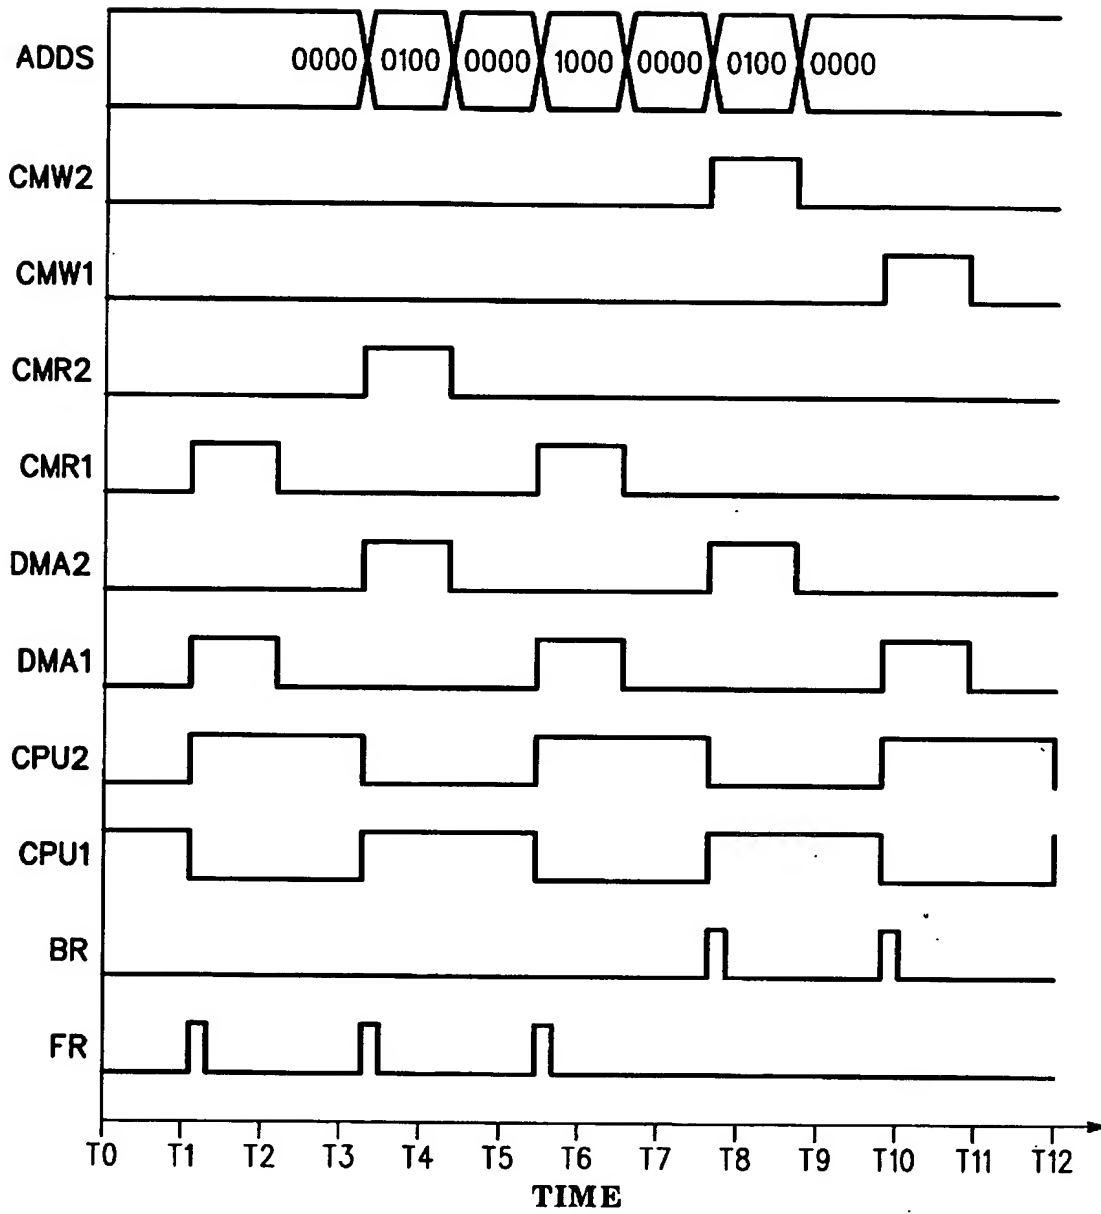 ADDS 0000 0100 0000 1000 0000 0100 0000
CMW2
CMW1
CMR2
CMR1
DMA2
DMA1
CPU2
CPU1
BR
FR
T0 T1 T2 T3 T4 T5 T6 T7 T8 T9 T10 T11 T12
TIME